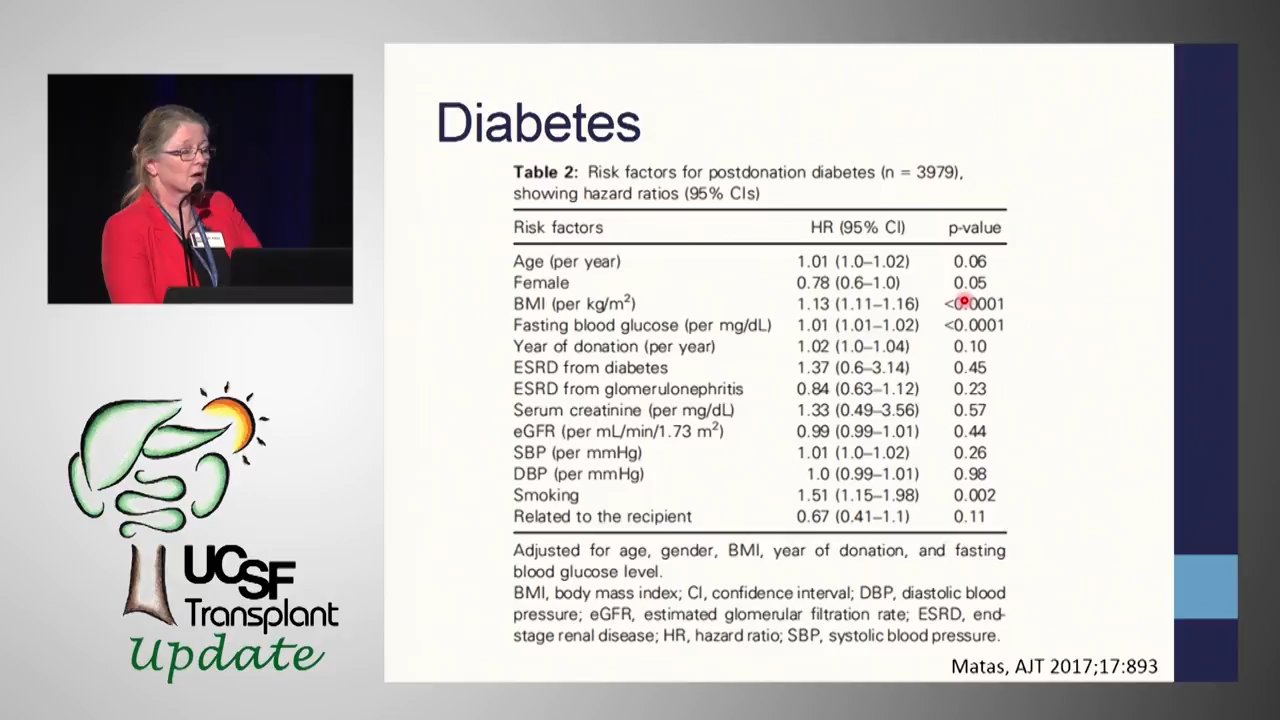 Diabetes
Table 2: Risk factors for postdonation diabetes (n = 3979),
showing hazard ratios (95% CIs)
Risk factors HR (95% CI) p-value
Age (per year) 1.01 (1.0–1.02) 0.06
Female 0.78 (0.6–1.0) 0.05
BMI (per kg/m²) 1.13 (1.11–1.16) <0.0001
Fasting blood glucose (per mg/dL) 1.01 (1.01–1.02) <0.0001
Year of donation (per year) 1.02 (1.0–1.04) 0.10
ESRD from diabetes 1.37 (0.6–3.14) 0.45
ESRD from glomerulonephritis 0.84 (0.63–1.12) 0.23
Serum creatinine (per mg/dL) 1.33 (0.49–3.56) 0.57
eGFR (per mL/min/1.73 m²) 0.99 (0.99–1.01) 0.44
SBP (per mmHg) 1.01 (1.0–1.02) 0.26
DBP (per mmHg) 1.0 (0.99–1.01) 0.98
Smoking 1.51 (1.15–1.98) 0.002
Related to the recipient 0.67 (0.41–1.1) 0.11
Adjusted for age, gender, BMI, year of donation, and fasting
blood glucose level.
BMI, body mass index; CI, confidence interval; DBP, diastolic blood
pressure; eGFR, estimated glomerular filtration rate; ESRD, end-
stage renal disease; HR, hazard ratio; SBP, systolic blood pressure.
Matas, AJT 2017;17:893
UCSF
Transplant
Update